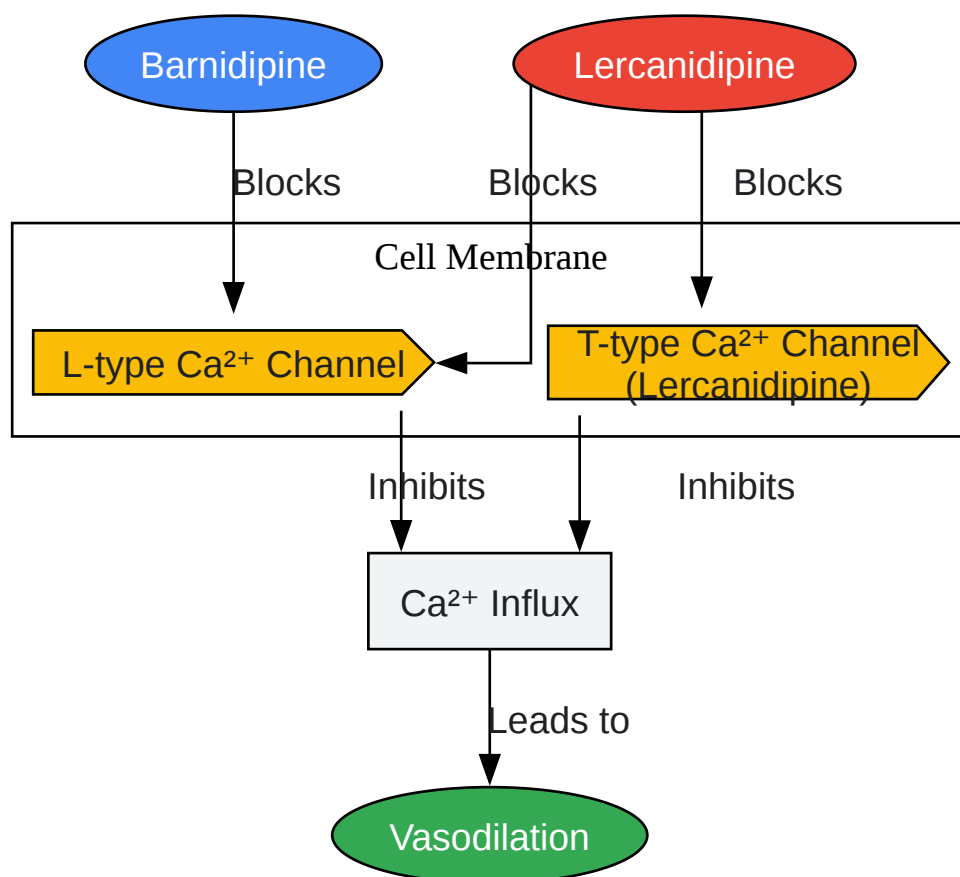 Barnidipine
Lercanidipine
Blocks
Blocks
Blocks
Cell Membrane
L-type Ca²⁺ Channel
T-type Ca²⁺ Channel
(Lercanidipine)
Inhibits
Inhibits
Ca²⁺ Influx
Leads to
Vasodilation